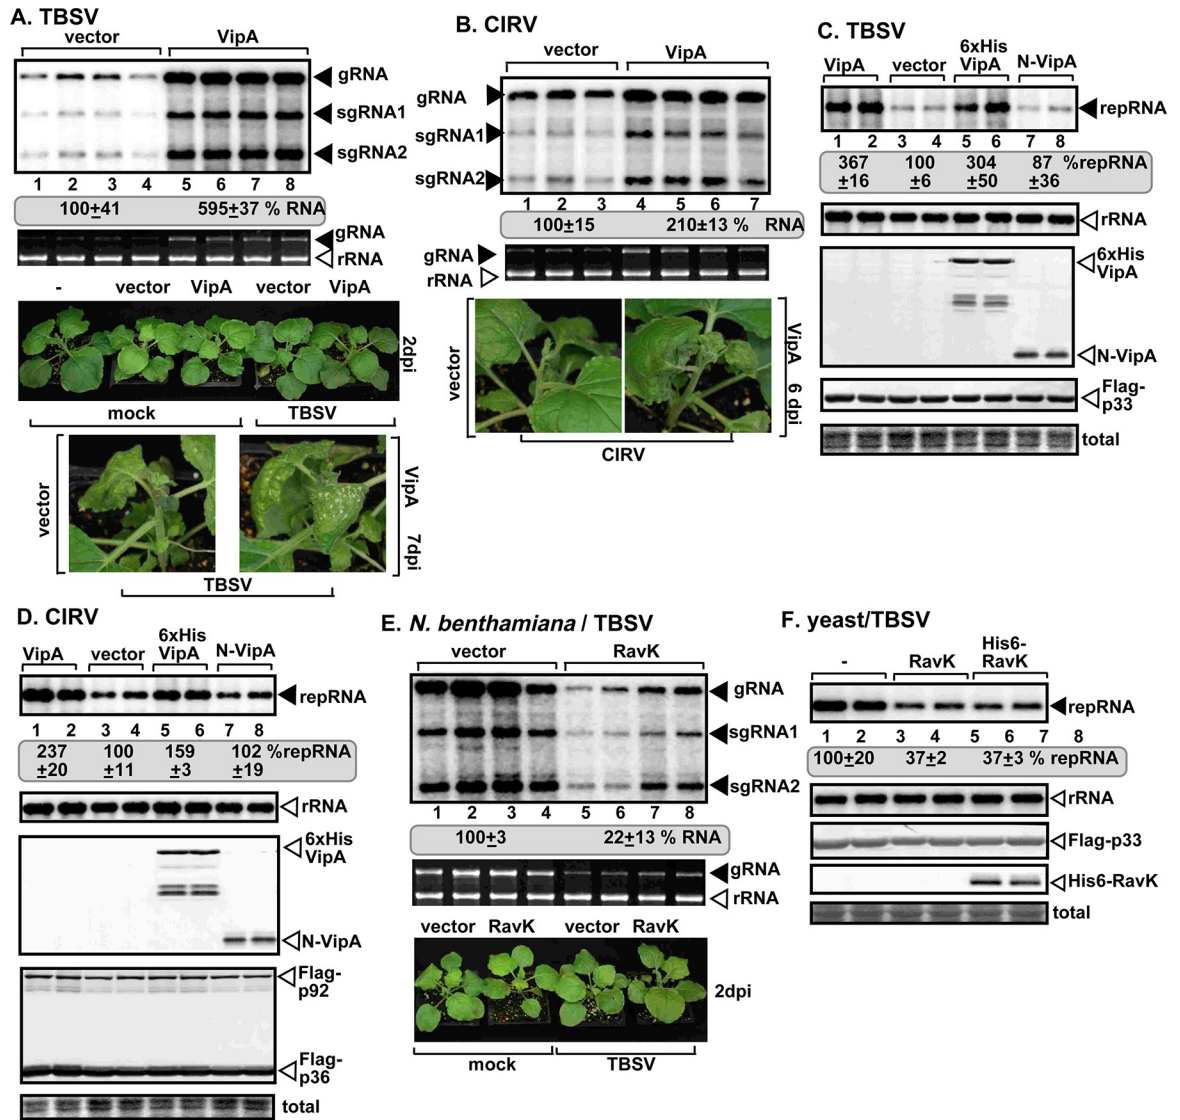 A. TBSV
vector VipA
gRNA
sgRNA1
sgRNA2
1 2 3 4 5 6 7 8
100±41 595±37 % RNA
gRNA
rRNA
- vector VipA vector VipA
2dpi
mock TBSV
vector
VipA 7dpi
TBSV
B. CIRV
vector VipA
gRNA
sgRNA1
sgRNA2
1 2 3 4 5 6 7
100±15 210±13 % RNA
gRNA
rRNA
vector
VipA 6 dpi
CIRV
C. TBSV
VipA vector 6xHis VipA N-VipA
repRNA
1 2 3 4 5 6 7 8
367 100 304 87 %repRNA
±16 ±6 ±50 ±36
rRNA
6xHis
VipA
N-VipA
Flag-
p33
total
D. CIRV
VipA vector 6xHis VipA N-VipA
repRNA
1 2 3 4 5 6 7 8
237 100 159 102 %repRNA
±20 ±11 ±3 ±19
rRNA
6xHis
VipA
N-VipA
Flag-
p92
Flag-
p36
total
E. N. benthamiana / TBSV
vector RavK
gRNA
sgRNA1
sgRNA2
1 2 3 4 5 6 7 8
100±3 22±13 % RNA
gRNA
rRNA
vector RavK vector RavK
2dpi
mock TBSV
F. yeast/TBSV
- RavK His6- RavK
repRNA
1 2 3 4 5 6 7 8
100±20 37±2 37±3 % repRNA
rRNA
Flag-p33
His6-RavK
total